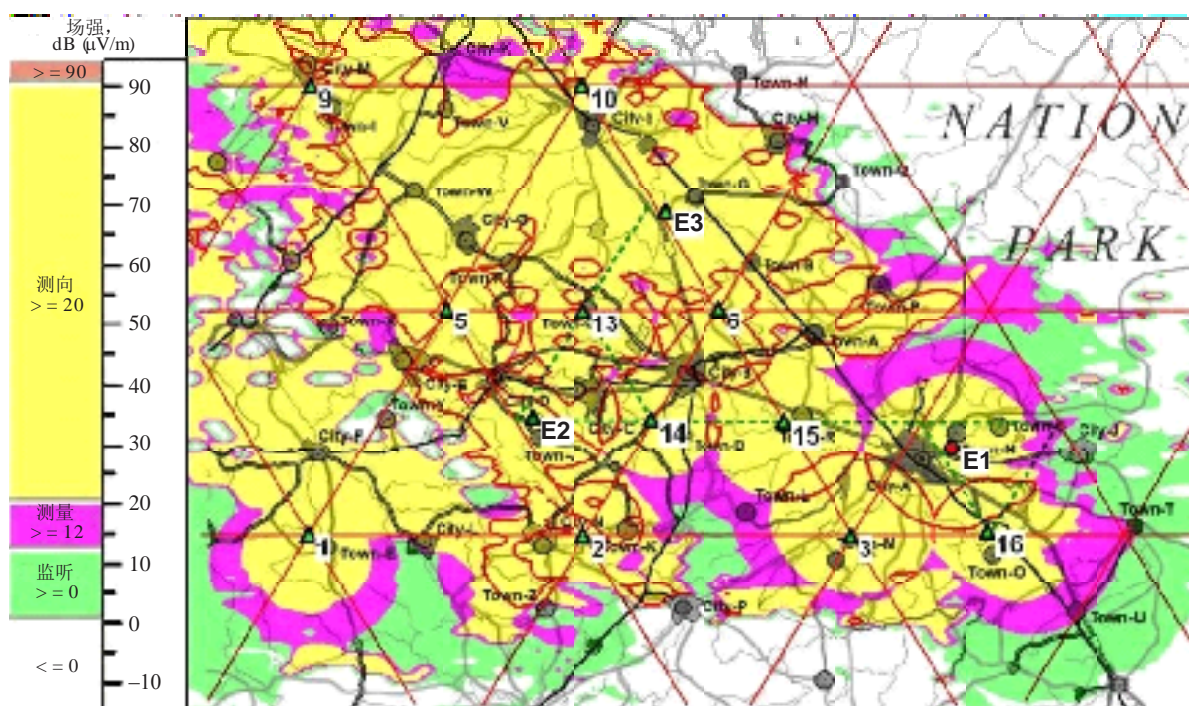 场强，
dB (μV/m)
>= 90
90
80
70
60
测向
>= 20
50
40
30
20
测量
>= 12
10
监听
>= 0
0
<= 0
–10
City-K
City-M
9
10
Town-H
City-I
City-H
Town-I
Town-V
NATION
Town-G
E3
City-O
PARK
Town-B
Town-P
5
13
6
Town-A
City-E
City-F
E2
City-C
14
Town-D
15
E1
City-J
City-A
Town-L
Town-T
1
Town-E
City-L
2
Town-K
3
Town-N
16
Town-O
Town-Z
City-P
Town-U